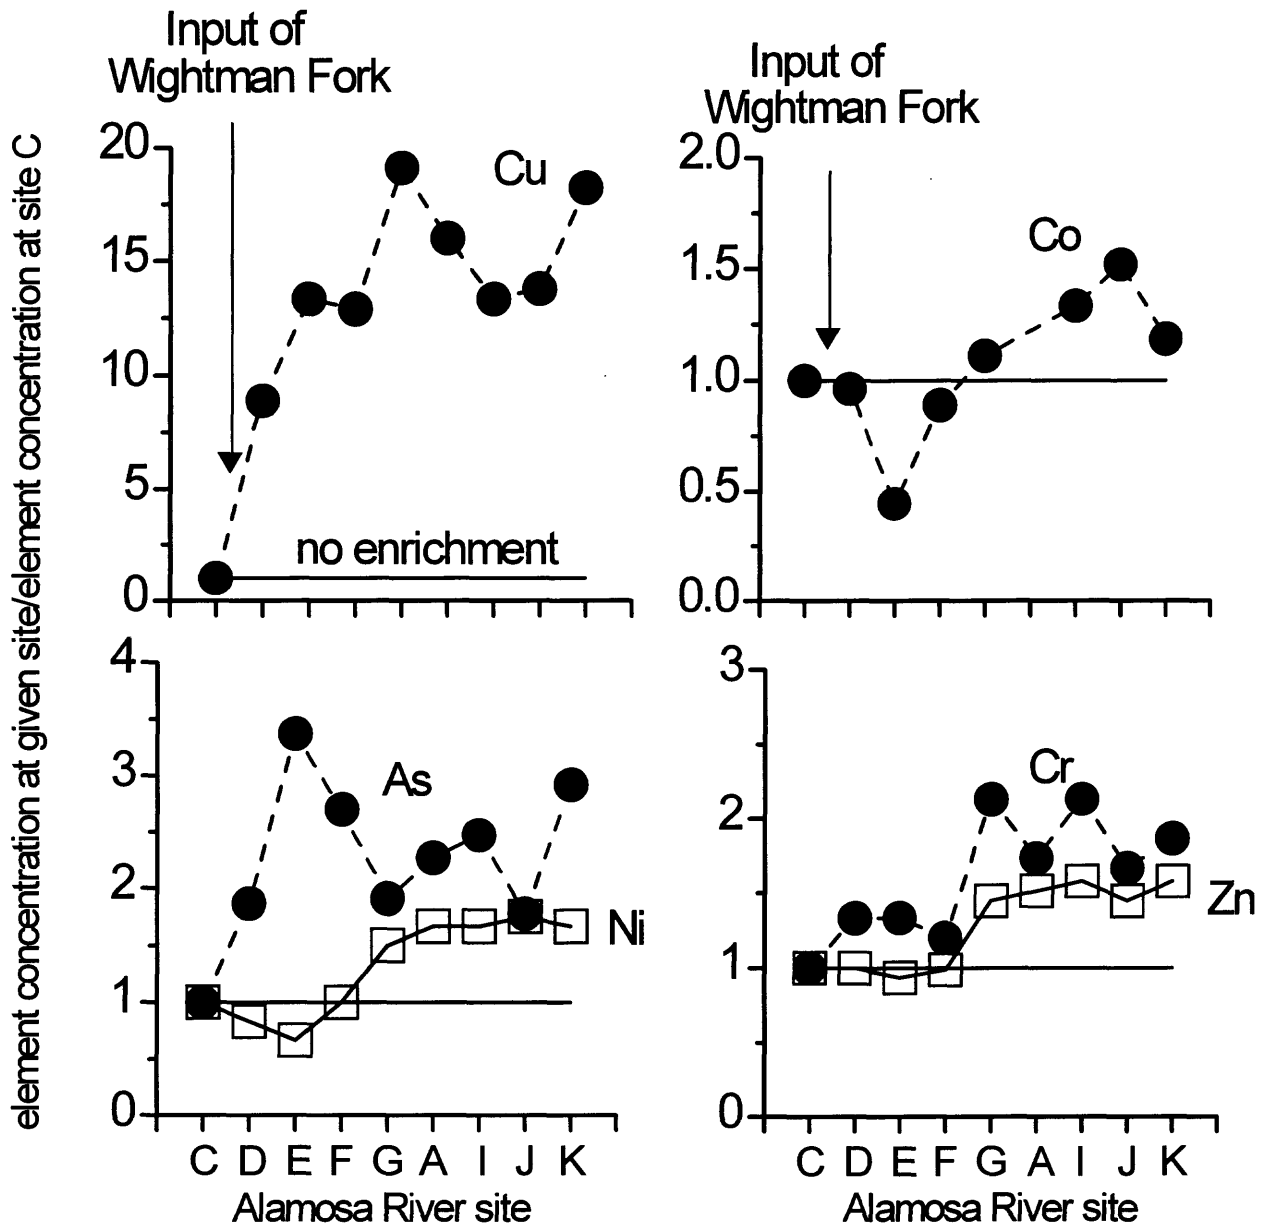 Input of
Wightman Fork
element concentration at given site/element concentration at site C
20
15
10
5
0
Cu
no enrichment
Input of
Wightman Fork
2.0
1.5
1.0
0.5
0.0
Co
4
3
2
1
0
As
Ni
C D E F G A I J K
Alamosa River site
3
2
1
0
Cr
Zn
C D E F G A I J K
Alamosa River site